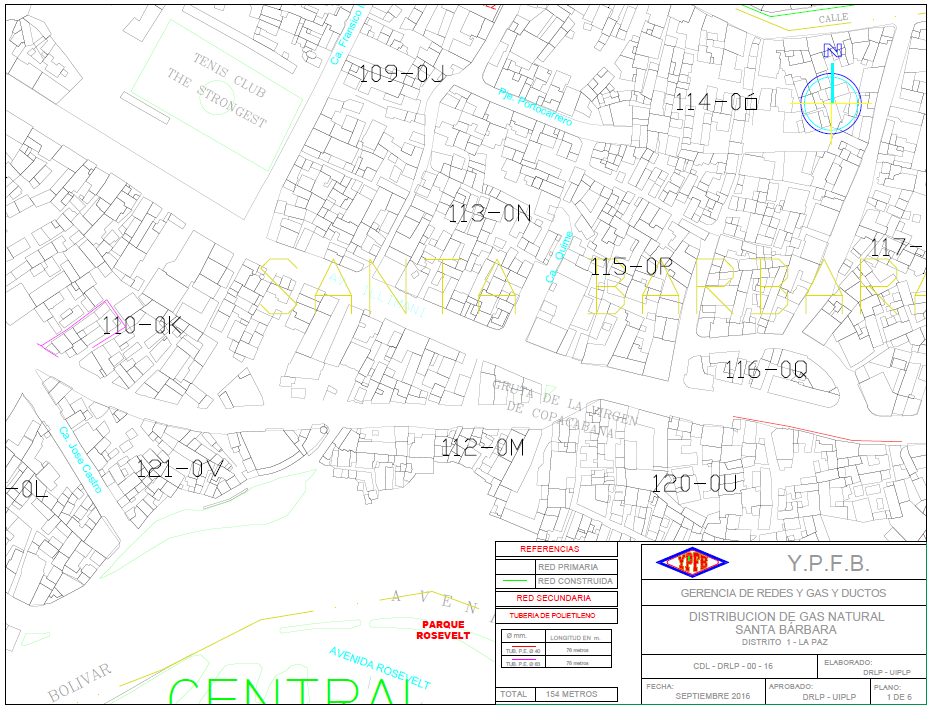 CALLE
Ca. Fransico
N
TENIS CLUB
THE STRONGEST
109-0J
Pje. Portocarrero
114-0
113-0N
Ca. Quime
117-
115-0P
SANTA BARBARA
110-0K
116-0Q
GRUTA DE LA VIRGEN
DE COPACABANA
Ca. Jose Castro
121-0V
112-0M
-0L
120-0U
AVEN
PARQUE
ROSEVELT
AVENIDA ROSEVELT
BOLIVAR
CENTRAL
REFERENCIAS
RED PRIMARIA
RED CONSTRUIDA
RED SECUNDARIA
TUBERIA DE POLIETILENO
Ø mm. LONGITUD EN m.
TUB. P.E. Ø 40 76 metros
TUB. P.E. Ø 63 78 metros
TOTAL 154 METROS
YPFB
Y.P.F.B.
GERENCIA DE REDES Y GAS Y DUCTOS
DISTRIBUCION DE GAS NATURAL
SANTA BÁRBARA
DISTRITO 1 - LA PAZ
CDL - DRLP - 00 - 16
ELABORADO:
DRLP - UIPLP
FECHA:
SEPTIEMBRE 2016
APROBADO:
DRLP - UIPLP
PLANO:
1 DE 6